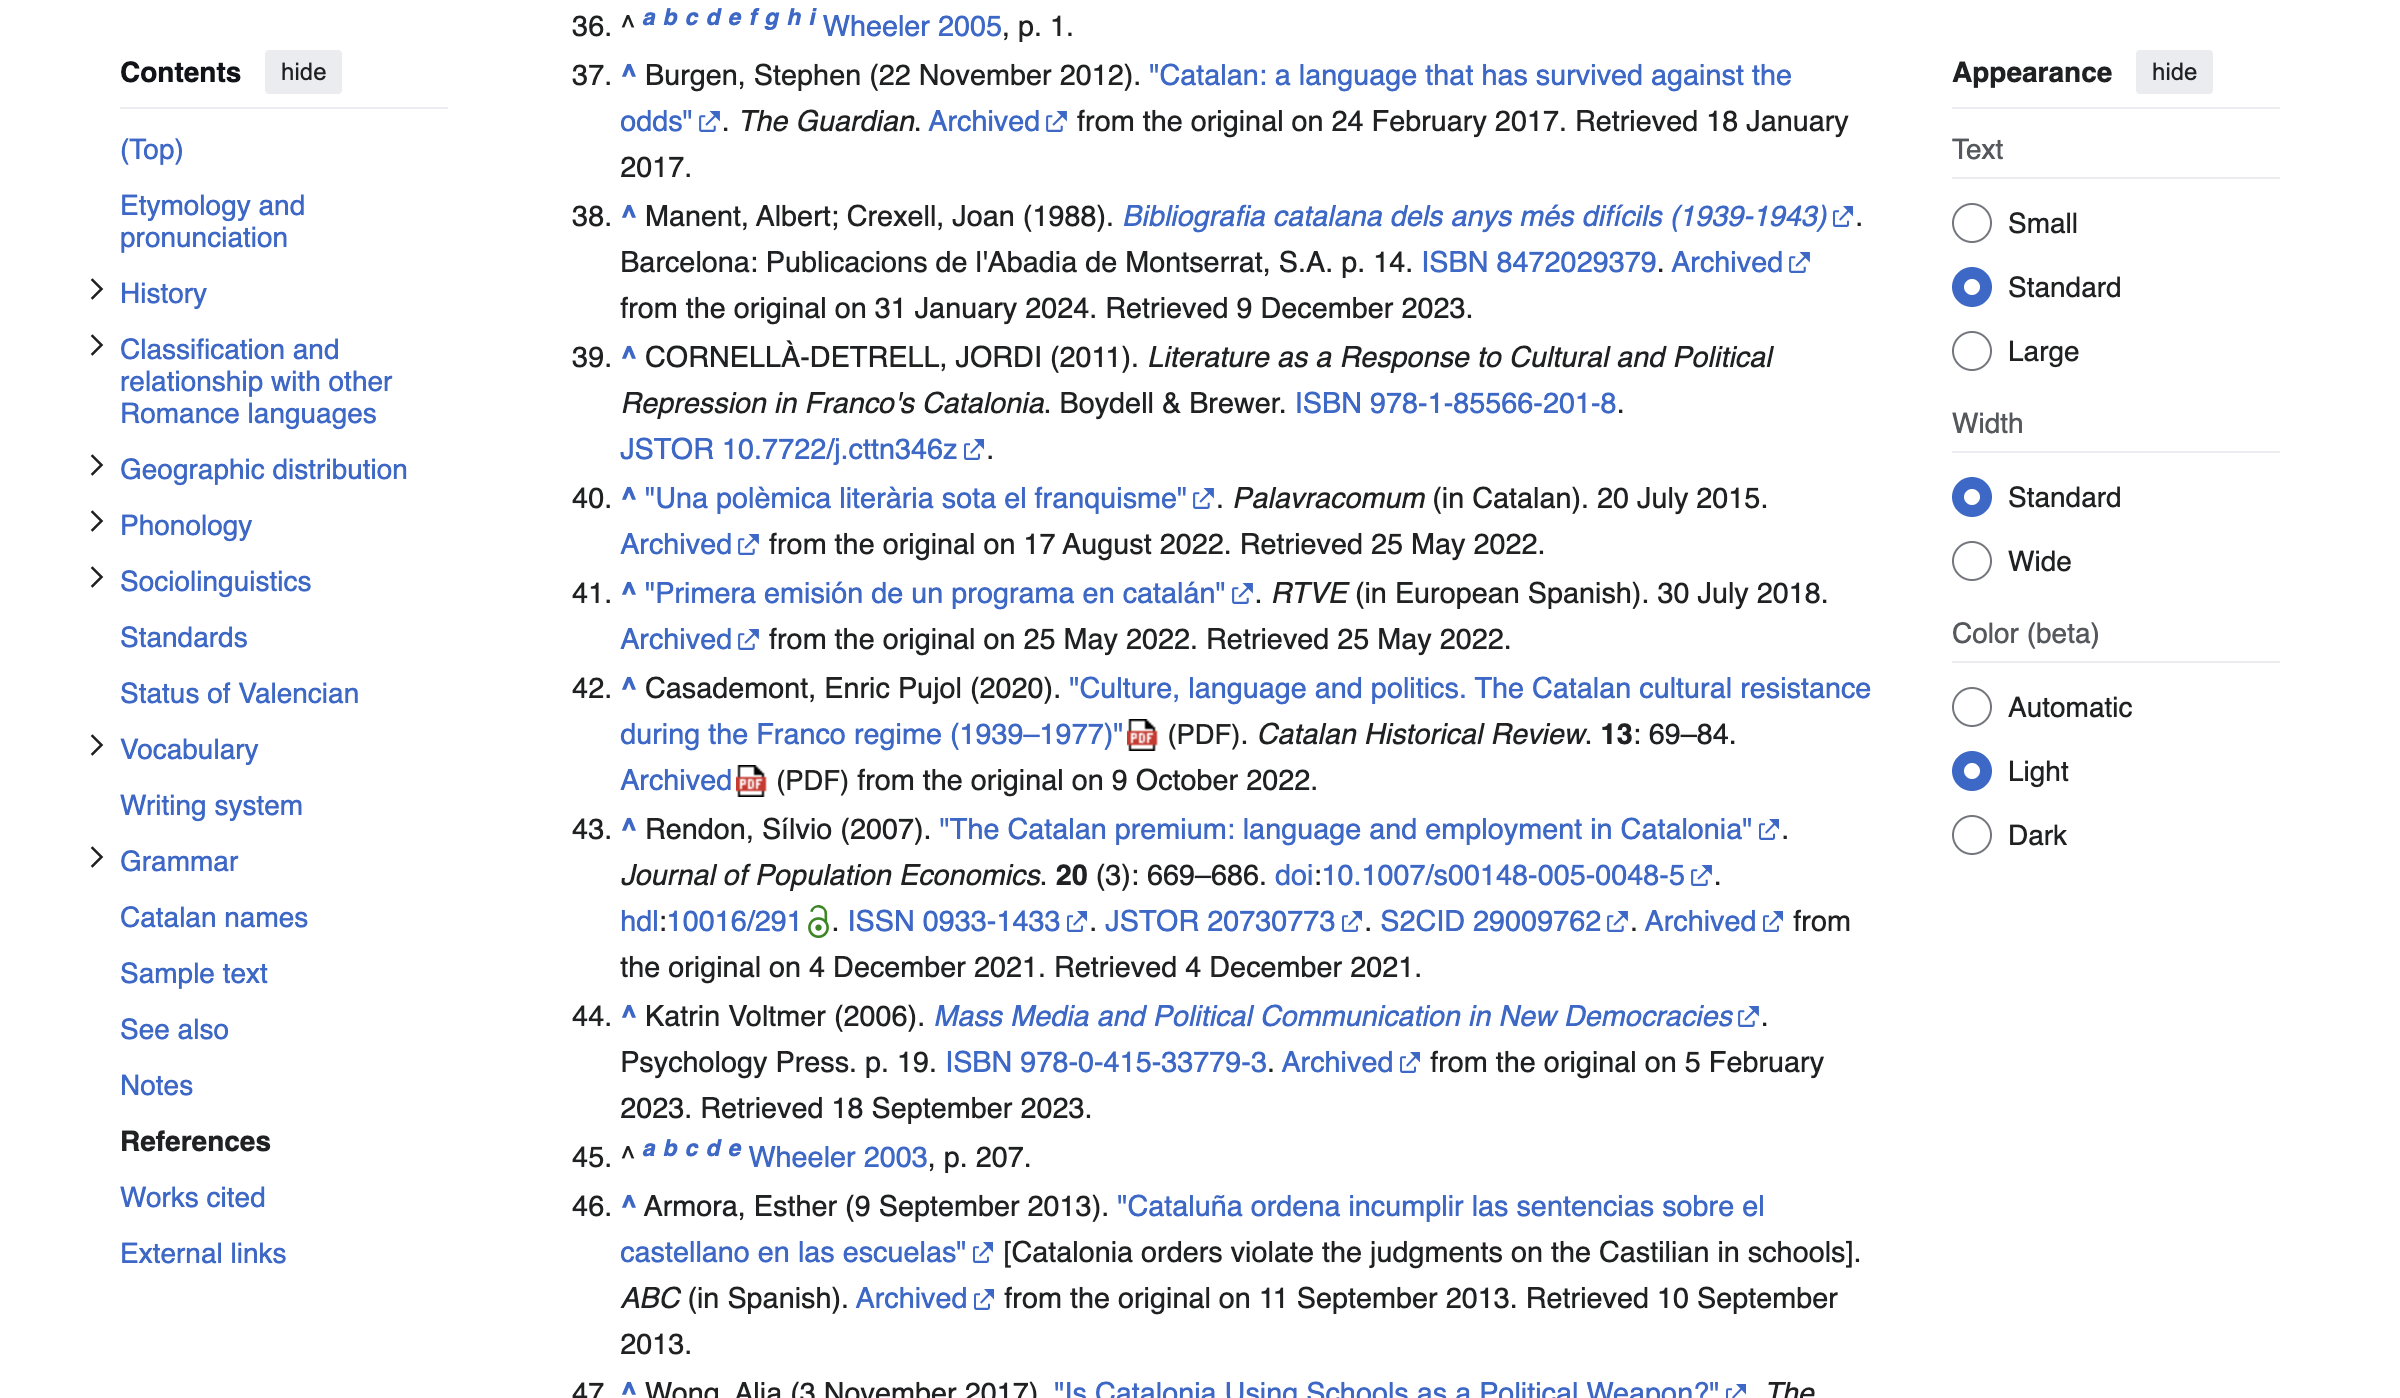 Contents hide
(Top)
Etymology and
pronunciation
History
Classification and
relationship with other
Romance languages
Geographic distribution
Phonology
Sociolinguistics
Standards
Status of Valencian
Vocabulary
Writing system
Grammar
Catalan names
Sample text
See also
Notes
References
Works cited
External links
36. ^ a b c d e f g h i Wheeler 2005, p. 1.
37. ^ Burgen, Stephen (22 November 2012). "Catalan: a language that has survived against the
odds". The Guardian. Archived from the original on 24 February 2017. Retrieved 18 January
2017.
38. ^ Manent, Albert; Crexell, Joan (1988). Bibliografia catalana dels anys més difícils (1939-1943).
Barcelona: Publicacions de l'Abadia de Montserrat, S.A. p. 14. ISBN 8472029379. Archived
from the original on 31 January 2024. Retrieved 9 December 2023.
39. ^ CORNELLÀ-DETRELL, JORDI (2011). Literature as a Response to Cultural and Political
Repression in Franco's Catalonia. Boydell & Brewer. ISBN 978-1-85566-201-8.
JSTOR 10.7722/j.cttn346z.
40. ^ "Una polèmica literària sota el franquisme". Palavracomum (in Catalan). 20 July 2015.
Archived from the original on 17 August 2022. Retrieved 25 May 2022.
41. ^ "Primera emisión de un programa en catalán". RTVE (in European Spanish). 30 July 2018.
Archived from the original on 25 May 2022. Retrieved 25 May 2022.
42. ^ Casademont, Enric Pujol (2020). "Culture, language and politics. The Catalan cultural resistance
during the Franco regime (1939–1977)" PDF (PDF). Catalan Historical Review. 13: 69–84.
Archived PDF (PDF) from the original on 9 October 2022.
43. ^ Rendon, Sílvio (2007). "The Catalan premium: language and employment in Catalonia".
Journal of Population Economics. 20 (3): 669–686. doi:10.1007/s00148-005-0048-5.
hdl:10016/291. ISSN 0933-1433. JSTOR 20730773. S2CID 29009762. Archived from
the original on 4 December 2021. Retrieved 4 December 2021.
44. ^ Katrin Voltmer (2006). Mass Media and Political Communication in New Democracies.
Psychology Press. p. 19. ISBN 978-0-415-33779-3. Archived from the original on 5 February
2023. Retrieved 18 September 2023.
45. ^ a b c d e Wheeler 2003, p. 207.
46. ^ Armora, Esther (9 September 2013). "Cataluña ordena incumplir las sentencias sobre el
castellano en las escuelas" [Catalonia orders violate the judgments on the Castilian in schools].
ABC (in Spanish). Archived from the original on 11 September 2013. Retrieved 10 September
2013.
47. ^ Wong, Alia (3 November 2017). "Is Catalonia Using Schools as a Political Weapon?". The
Appearance hide
Text
Small
Standard
Large
Width
Standard
Wide
Color (beta)
Automatic
Light
Dark